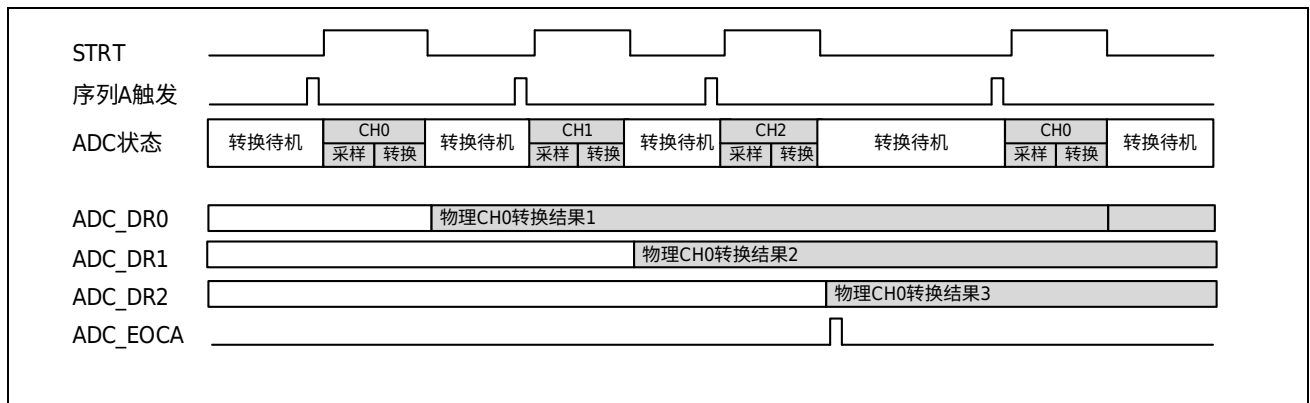 STRT
序列A触发
ADC状态
转换待机 CH0 转换待机 CH1 转换待机 CH2 转换待机 CH0 转换待机
采样 转换 采样 转换 采样 转换 采样 转换
ADC_DR0 物理CH0转换结果1
ADC_DR1 物理CH0转换结果2
ADC_DR2 物理CH0转换结果3
ADC_EOCA